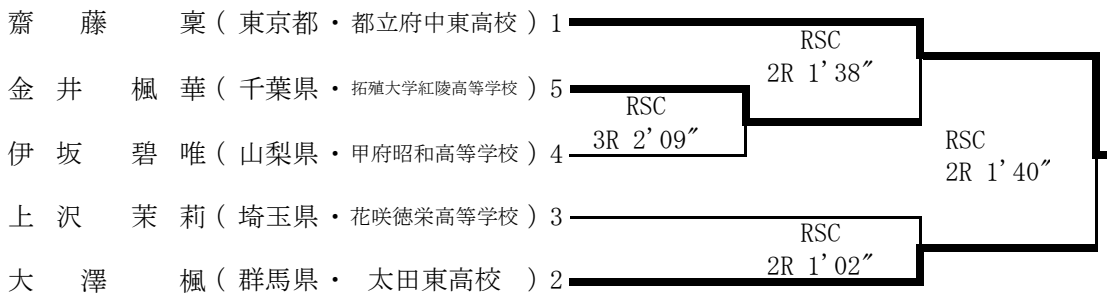 齋 藤 稟 ( 東京都 ・ 都立府中東高校 ) 1
RSC
2R 1'38″
金 井 楓 華 ( 千葉県 ・ 拓殖大学紅陵高等学校 ) 5
RSC
3R 2'09″
伊 坂 碧 唯 ( 山梨県 ・ 甲府昭和高等学校 ) 4
RSC
2R 1'40″
上 沢 茉 莉 ( 埼玉県 ・ 花咲徳栄高等学校 ) 3
RSC
2R 1'02″
大 澤 楓 ( 群馬県 ・ 太田東高校 ) 2